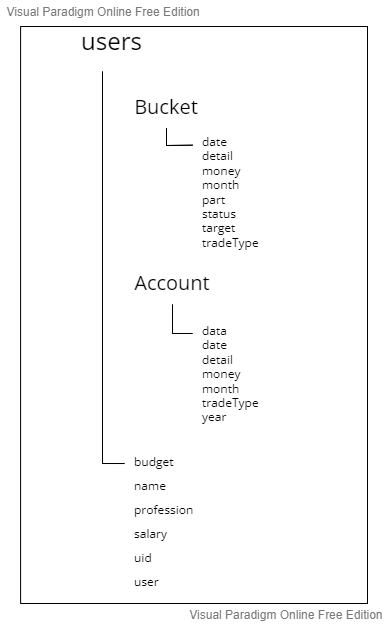 Visual Paradigm Online Free Edition
users
Bucket
date
detail
money
month
part
status
target
tradeType
Account
data
date
detail
money
month
tradeType
year
budget
name
profession
salary
uid
user
Visual Paradigm Online Free Edition